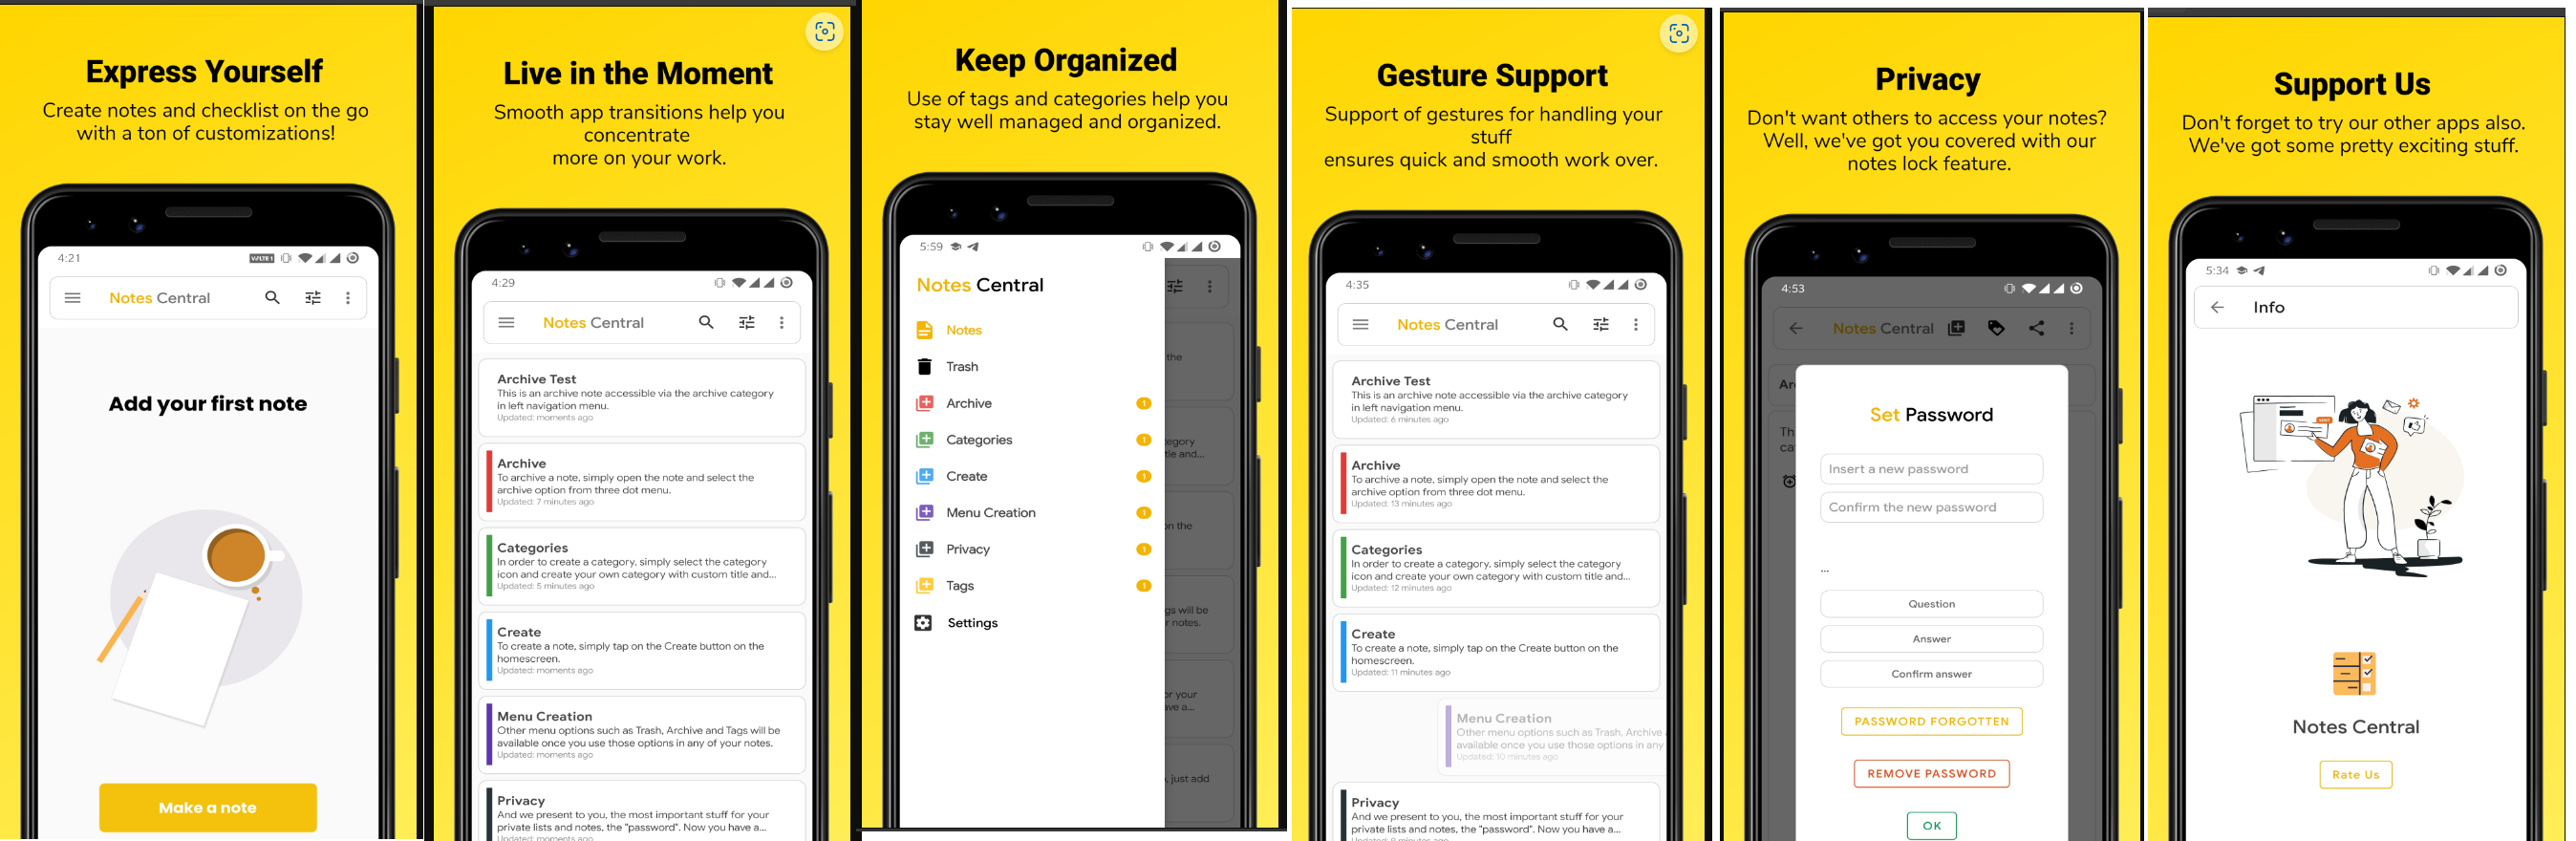 Express Yourself
Create notes and checklist on the go
with a ton of customizations!
4:21
VoLTE 1
Notes Central
Add your first note
Make a note
Live in the Moment
Smooth app transitions help you
concentrate
more on your work.
4:29
Notes Central
Archive Test
This is an archive note accessible via the archive category
in left navigation menu.
Updated: moments ago
Archive
To archive a note, simply open the note and select the
archive option from three dot menu.
Updated: 7 minutes ago
Categories
In order to create a category, simply select the category
icon and create your own category with custom title and...
Updated: 5 minutes ago
Create
To create a note, simply tap on the Create button on the
homescreen.
Updated: moments ago
Menu Creation
Other menu options such as Trash, Archive and Tags will be
available once you use those options in any of your notes.
Updated: moments ago
Privacy
And we present to you, the most important stuff for your
private lists and notes, the "password". Now you have a...
Updated: moments ago
Keep Organized
Use of tags and categories help you
stay well managed and organized.
5:59
Notes Central
Notes
Trash
Archive 1
Categories 1
Create 1
Menu Creation 1
Privacy 1
Tags 1
Settings
the
egory
tle and...
on the
gs will be
r notes.
or your
ave a...
, just add
Gesture Support
Support of gestures for handling your
stuff
ensures quick and smooth work over.
4:35
Notes Central
Archive Test
This is an archive note accessible via the archive category
in left navigation menu.
Updated: 6 minutes ago
Archive
To archive a note, simply open the note and select the
archive option from three dot menu.
Updated: 13 minutes ago
Categories
In order to create a category, simply select the category
icon and create your own category with custom title and...
Updated: 12 minutes ago
Create
To create a note, simply tap on the Create button on the
homescreen.
Updated: 11 minutes ago
Menu Creation
Other menu options such as Trash, Archive
available once you use those options in any
Updated: 10 minutes ago
Privacy
And we present to you, the most important stuff for your
private lists and notes, the "password". Now you have a...
Privacy
Don't want others to access your notes?
Well, we've got you covered with our
notes lock feature.
4:53
Notes Central
Ar
Th
ca
Set Password
Insert a new password
Confirm the new password
...
Question
Answer
Confirm answer
PASSWORD FORGOTTEN
REMOVE PASSWORD
OK
Support Us
Don't forget to try our other apps also.
We've got some pretty exciting stuff.
5:34
Info
Notes Central
Rate Us